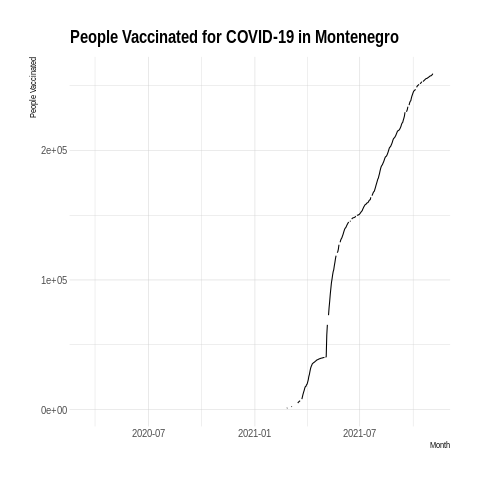 People Vaccinated for COVID-19 in Montenegro
People Vaccinated
2e+05
1e+05
0e+00
2020-07
2021-01
2021-07
Month